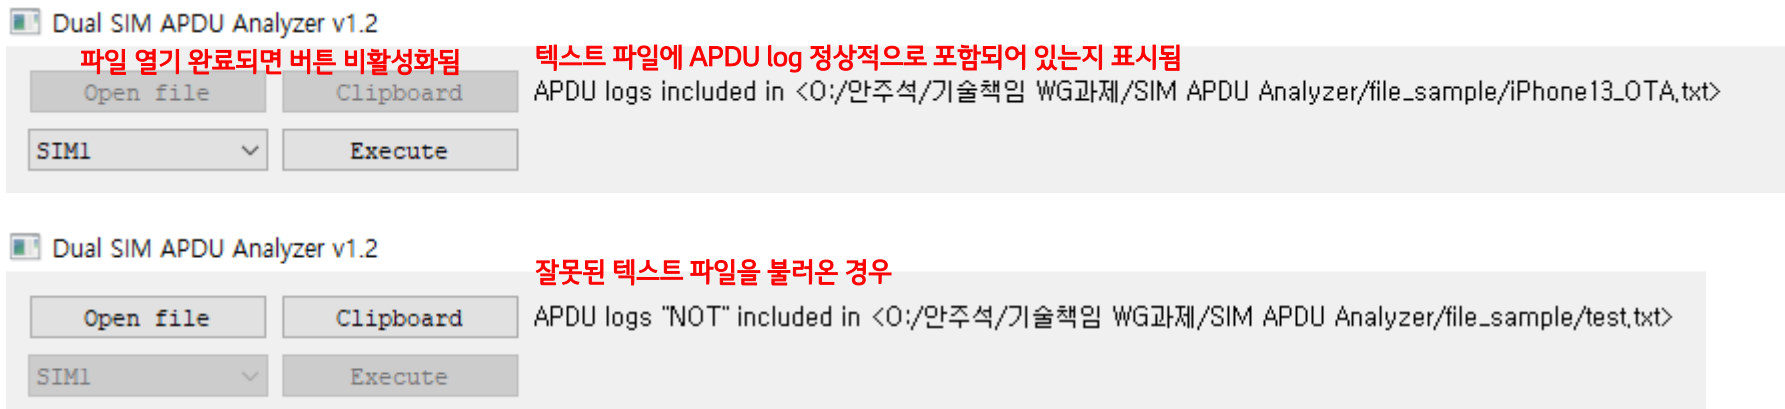 Dual SIM APDU Analyzer v1.2
파일 열기 완료되면 버튼 비활성화됨
텍스트 파일에 APDU log 정상적으로 포함되어 있는지 표시됨
Open file
Clipboard
APDU logs included in <O:/안주석/기술책임 WG과제/SIM APDU Analyzer/file_sample/iPhone13_OTA.txt>
SIM1
Execute
Dual SIM APDU Analyzer v1.2
잘못된 텍스트 파일을 불러온 경우
Open file
Clipboard
APDU logs "NOT" included in <O:/안주석/기술책임 WG과제/SIM APDU Analyzer/file_sample/test.txt>
SIM1
Execute